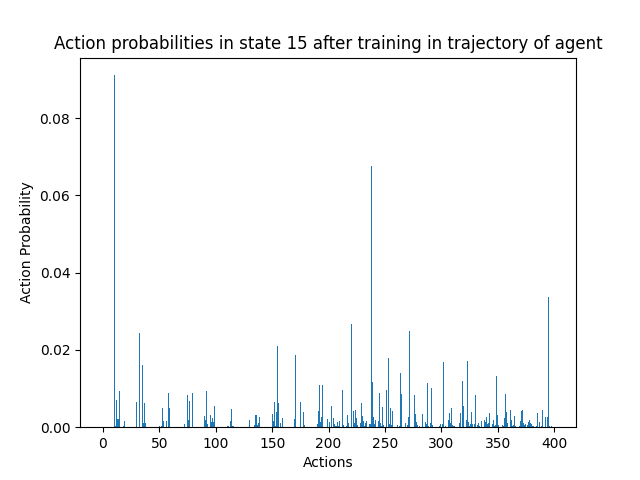 Action probabilities in state 15 after training in trajectory of agent
0.08
0.06
0.04
0.02
0.00
Action Probability
0 50 100 150 200 250 300 350 400
Actions